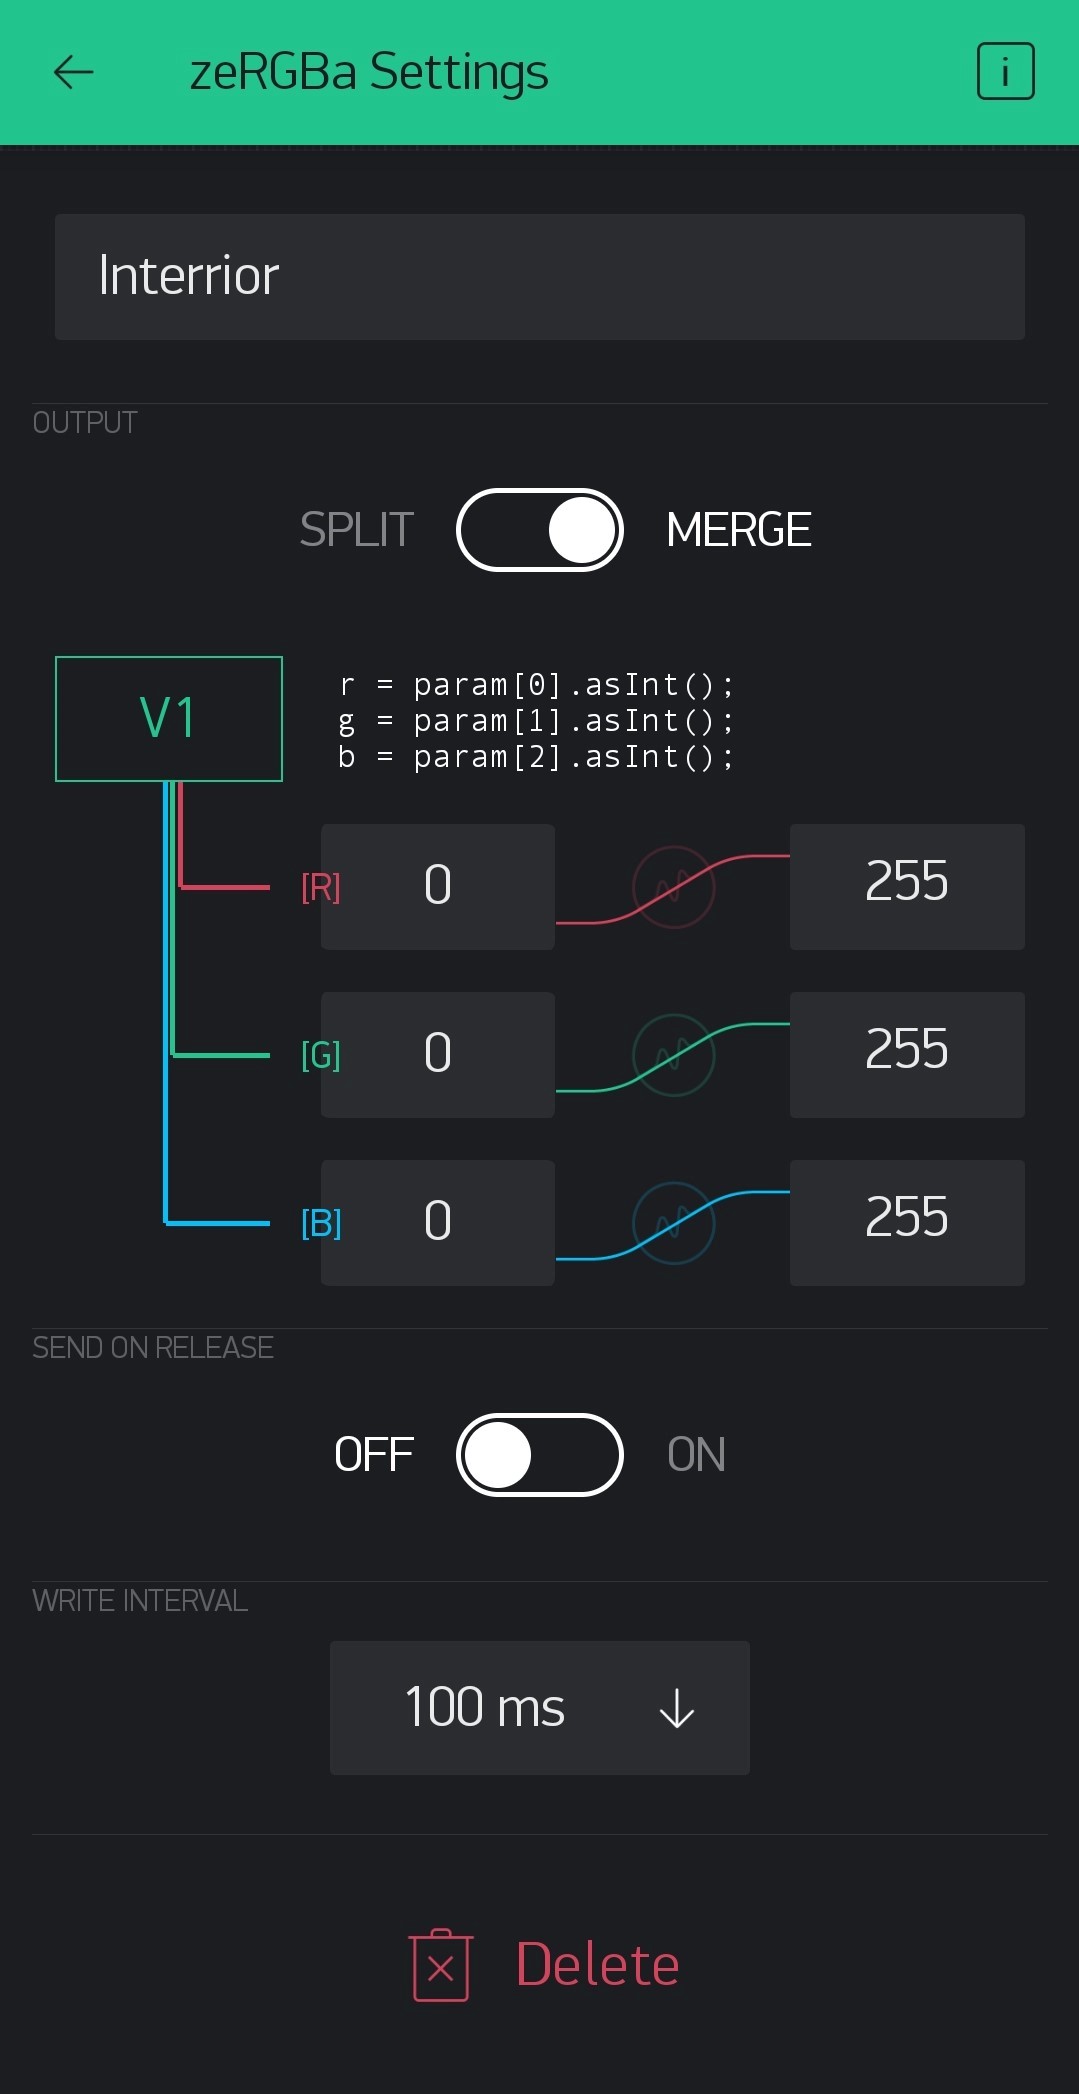 zeRGBa Settings
i
Interrior
OUTPUT
SPLIT MERGE
V1
r = param[0].asInt();
g = param[1].asInt();
b = param[2].asInt();
[R] 0 255
[G] 0 255
[B] 0 255
SEND ON RELEASE
OFF ON
WRITE INTERVAL
100 ms
Delete